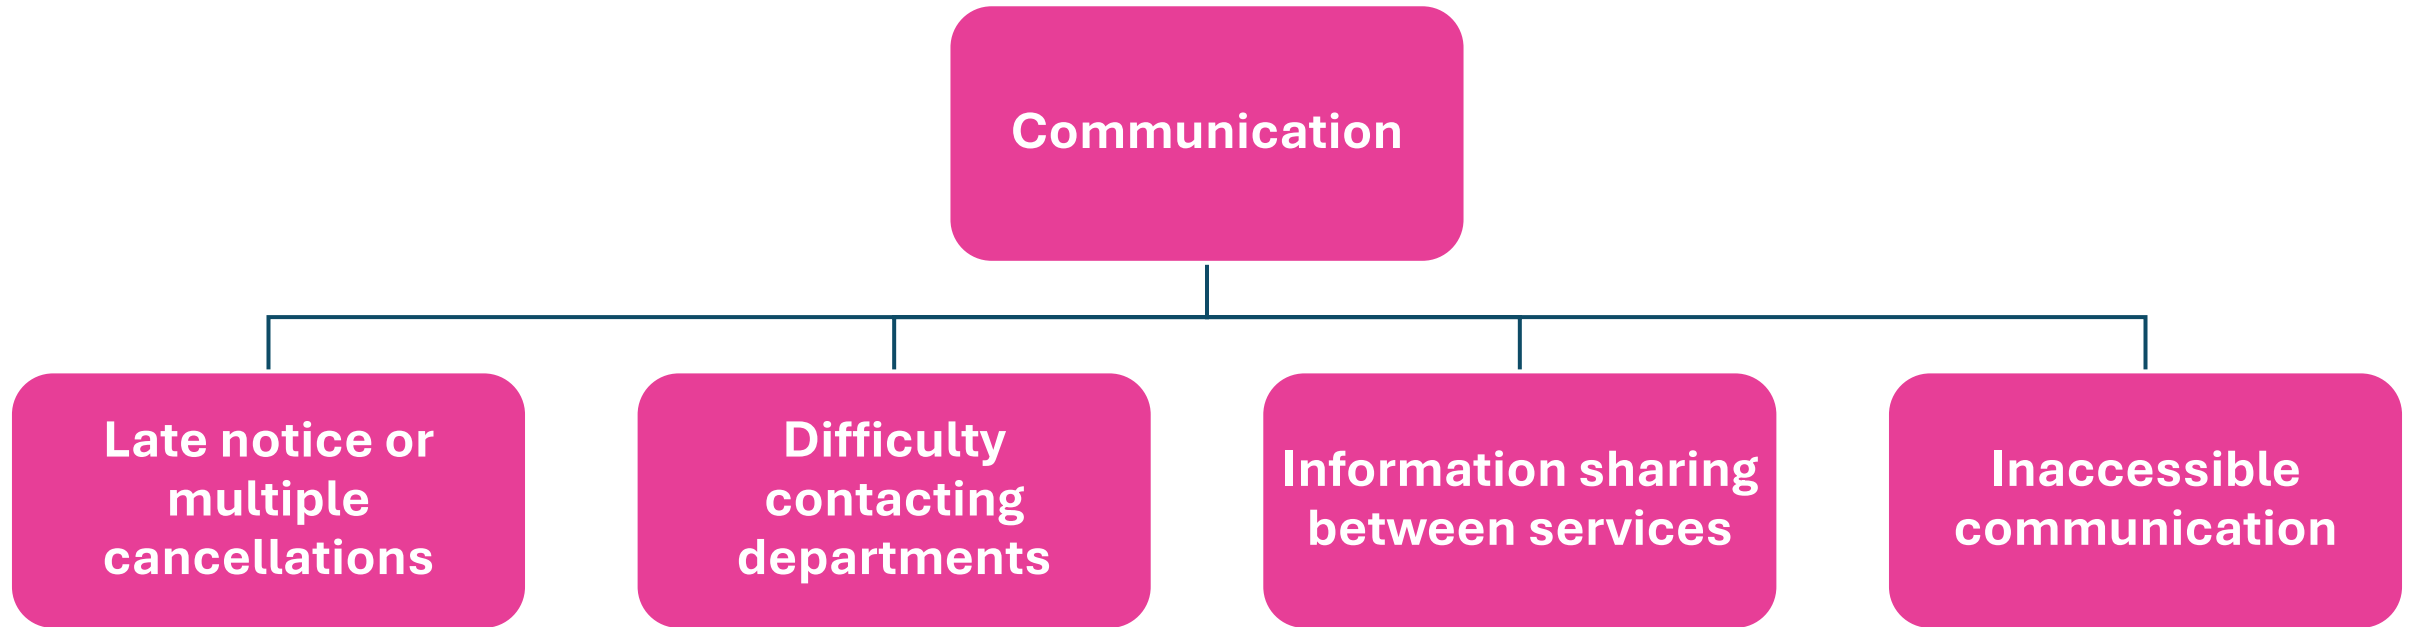 Communication
Late notice or
multiple
cancellations
Difficulty
contacting
departments
Information sharing
between services
Inaccessible
communication